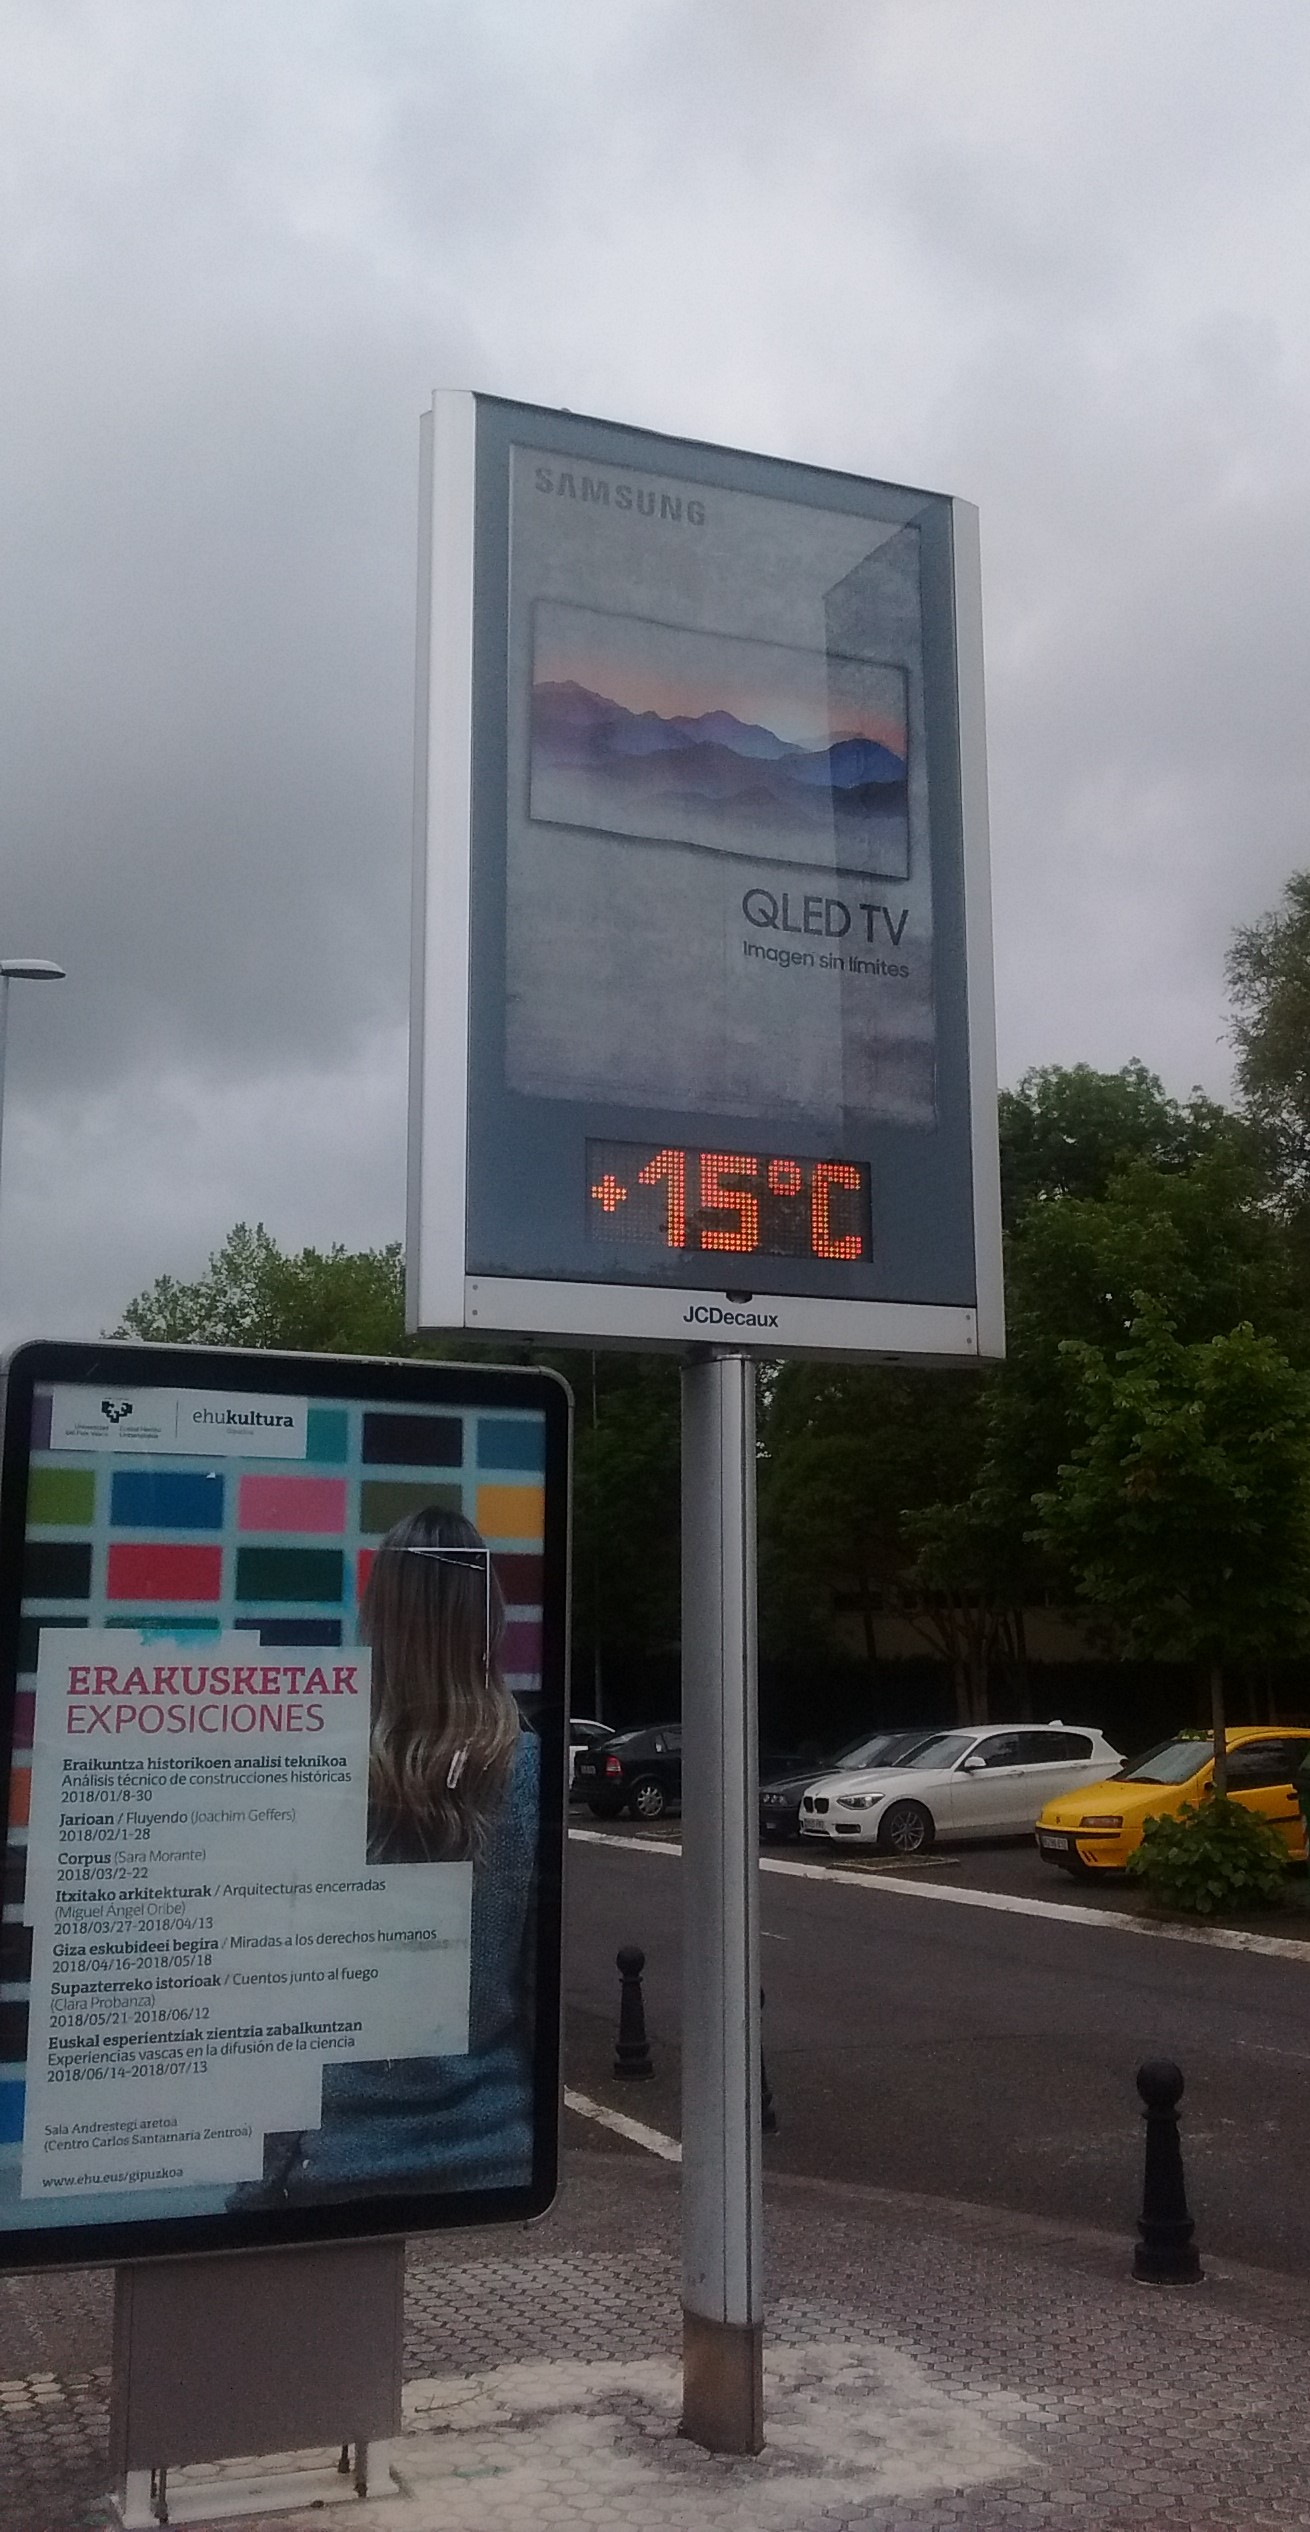 SAMSUNG
QLED TV
Imagen sin límites
+15°C
JCDecaux
ehukultura
ERAKUSKETAK
EXPOSICIONES
Eraikuntza historikoen analisi teknikoa
Análisis técnico de construcciones históricas
2018/01/8-30
Jarioan / Fluyendo (Joachim Geffers)
2018/02/1-28
Corpus (Sara Morante)
2018/03/2-22
Itxitako arkitekturak / Arquitecturas encerradas
(Miguel Angel Oribe)
2018/03/27-2018/04/13
Giza eskubideei begira / Miradas a los derechos humanos
2018/04/16-2018/05/18
Supazterreko istorioak / Cuentos junto al fuego
(Clara Probanza)
2018/05/21-2018/06/12
Euskal esperientziak zientzia zabalkuntzan
Experiencias vascas en la difusión de la ciencia
2018/06/14-2018/07/13
Sala Andrestegi aretoa
(Centro Carlos Santamaria Zentroa)
www.ehu.eus/gipuzkoa